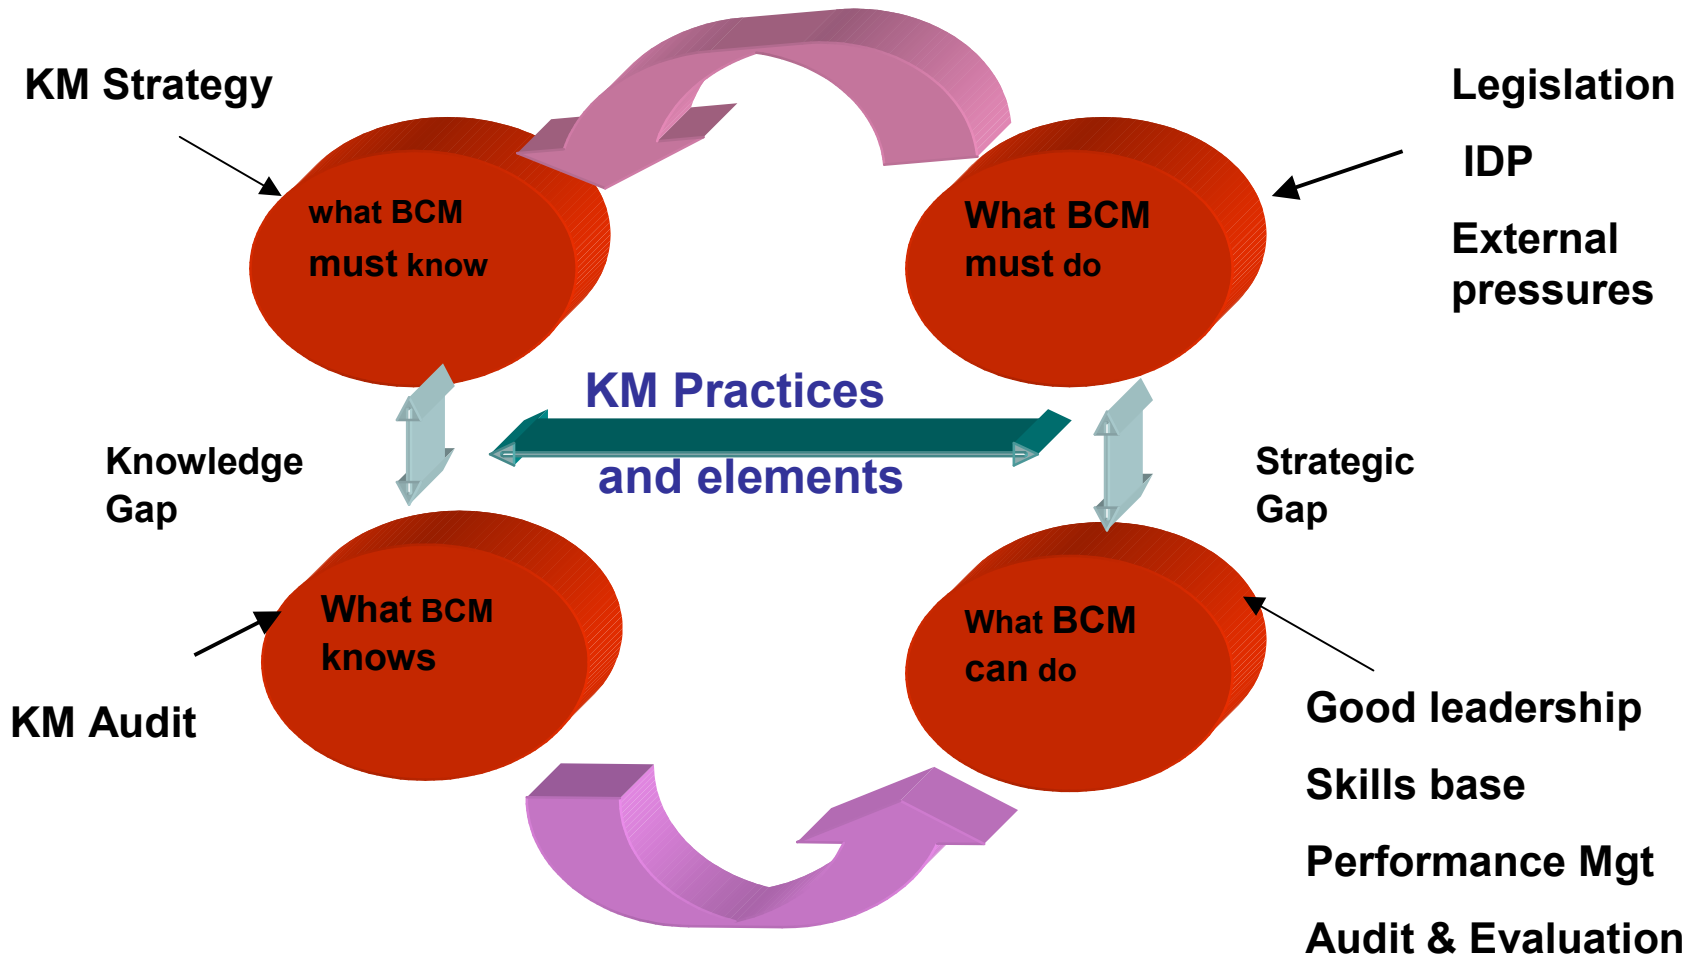 KM Strategy
what BCM
must know
What BCM
must do
Legislation
IDP
External
pressures
KM Practices
and elements
Knowledge
Gap
Strategic
Gap
What BCM
knows
What BCM
can do
KM Audit
Good leadership
Skills base
Performance Mgt
Audit & Evaluation